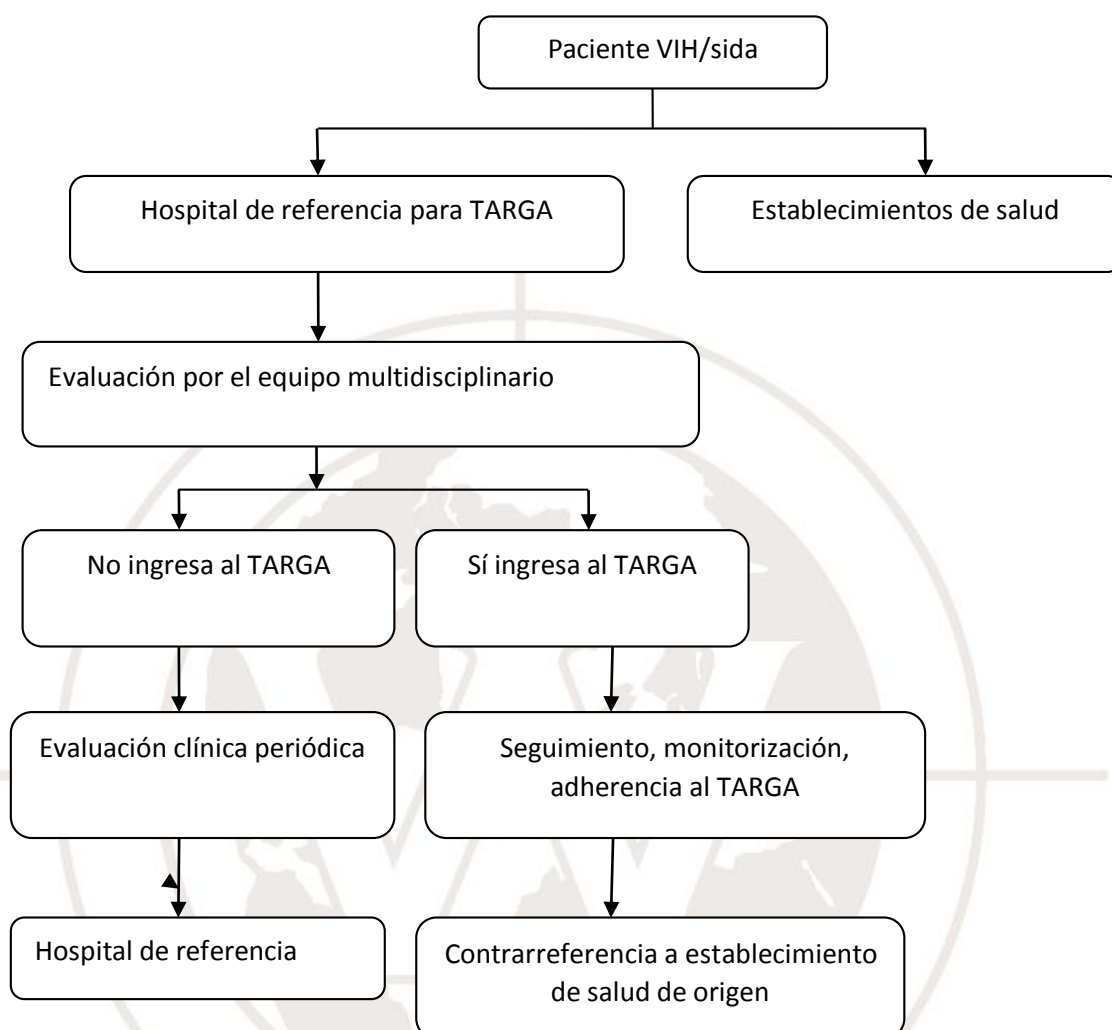 Paciente VIH/sida
Hospital de referencia para TARGA
Establecimientos de salud
Evaluación por el equipo multidisciplinario
No ingresa al TARGA
Sí ingresa al TARGA
Evaluación clínica periódica
Seguimiento, monitorización,
adherencia al TARGA
Hospital de referencia
Contrarreferencia a establecimiento
de salud de origen